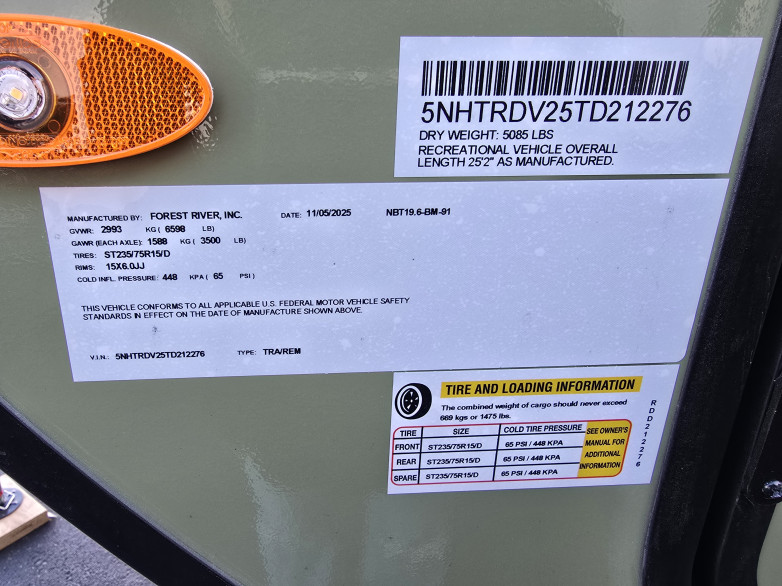 5NHTRDV25TD212276
DRY WEIGHT: 5085 LBS
RECREATIONAL VEHICLE OVERALL
LENGTH 25'2" AS MANUFACTURED.
MANUFACTURED BY: FOREST RIVER, INC. DATE: 11/05/2025 NBT19.6-BM-91
GVWR: 2993 KG ( 6598 LB)
GAWR (EACH AXLE): 1588 KG ( 3500 LB)
TIRES: ST235/75R15/D
RIMS: 15X6.0JJ
COLD INFL. PRESSURE: 448 KPA ( 65 PSI )
THIS VEHICLE CONFORMS TO ALL APPLICABLE U.S. FEDERAL MOTOR VEHICLE SAFETY
STANDARDS IN EFFECT ON THE DATE OF MANUFACTURE SHOWN ABOVE.
V.I.N.: 5NHTRDV25TD212276 TYPE: TRA/REM
TIRE AND LOADING INFORMATION
The combined weight of cargo should never exceed
669 kgs or 1475 lbs.
TIRE SIZE COLD TIRE PRESSURE
FRONT ST235/75R15/D 65 PSI / 448 KPA
REAR ST235/75R15/D 65 PSI / 448 KPA
SPARE ST235/75R15/D 65 PSI / 448 KPA
SEE OWNER'S
MANUAL FOR
ADDITIONAL
INFORMATION
RDD212276